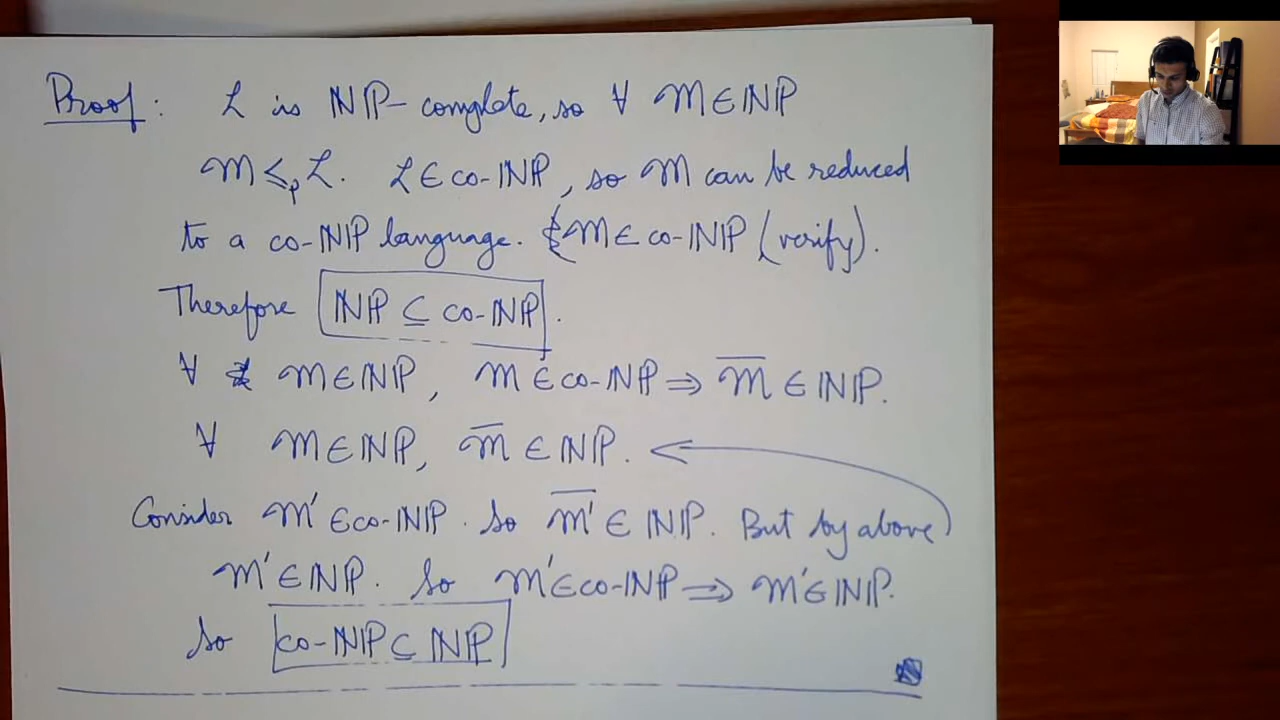 Proof : L is NP-complete, so ∀ M ∈ NP
M ≤p L. L ∈ co-NP, so M can be reduced
to a co-NP language. { M ∈ co-NP (verify).
Therefore NP ⊆ co-NP.
∀ M ∈ NP, M ∈ co-NP ⇒ M̅ ∈ NP.
∀ M ∈ NP, M̅ ∈ NP.
Consider M' ∈ co-NP. So M̅'̅ ∈ NP. But by above
M' ∈ NP. So M' ∈ co-NP ⇒ M' ∈ NP.
So co-NP ⊆ NP